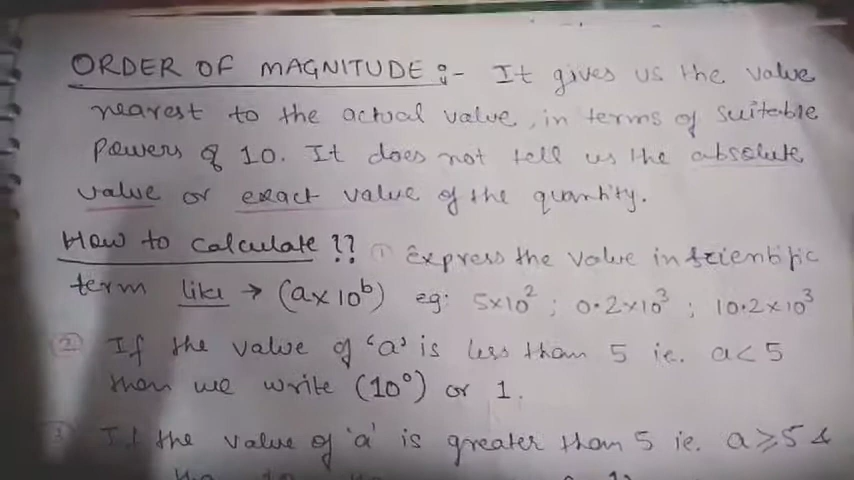 ORDER OF MAGNITUDE :- It gives us the value
nearest to the actual value, in terms of suitable
Powers of 10. It does not tell us the absolute
value or exact value of the quantity.
How to calculate ?? ① Express the value in scientific
term like → (a×10ᵇ) eg: 5×10² ; 0.2×10³ ; 10.2×10³
② If the value of 'a' is less than 5 ie. a<5
then we write (10⁰) or 1.
③ If the value of 'a' is greater than 5 ie. a≥5 &